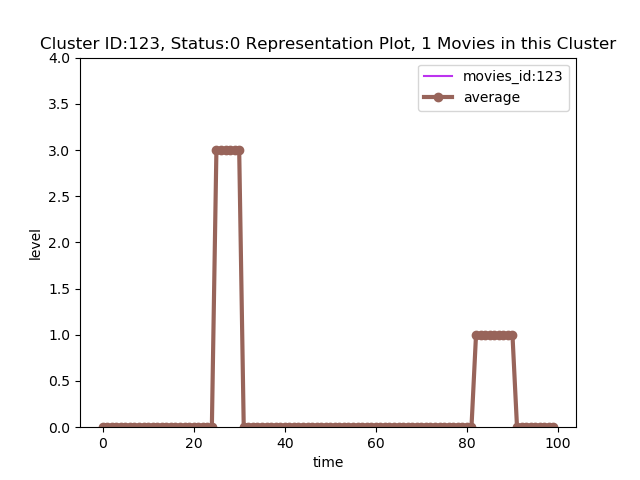 Cluster ID:123, Status:0 Representation Plot, 1 Movies in this Cluster
movies_id:123
average
4.0
3.5
3.0
2.5
2.0
1.5
1.0
0.5
0.0
level
0 20 40 60 80 100
time